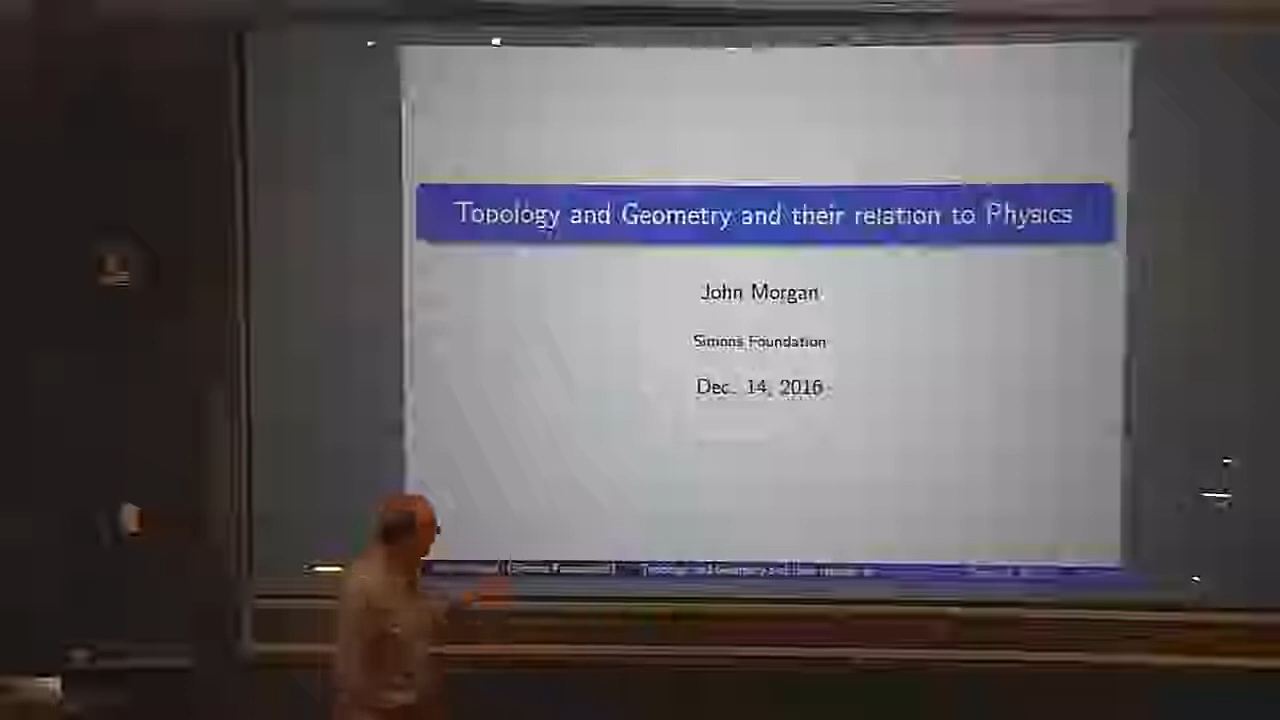 Topology and Geometry and their relation to Physics
John Morgan
Simons Foundation
Dec. 14, 2016